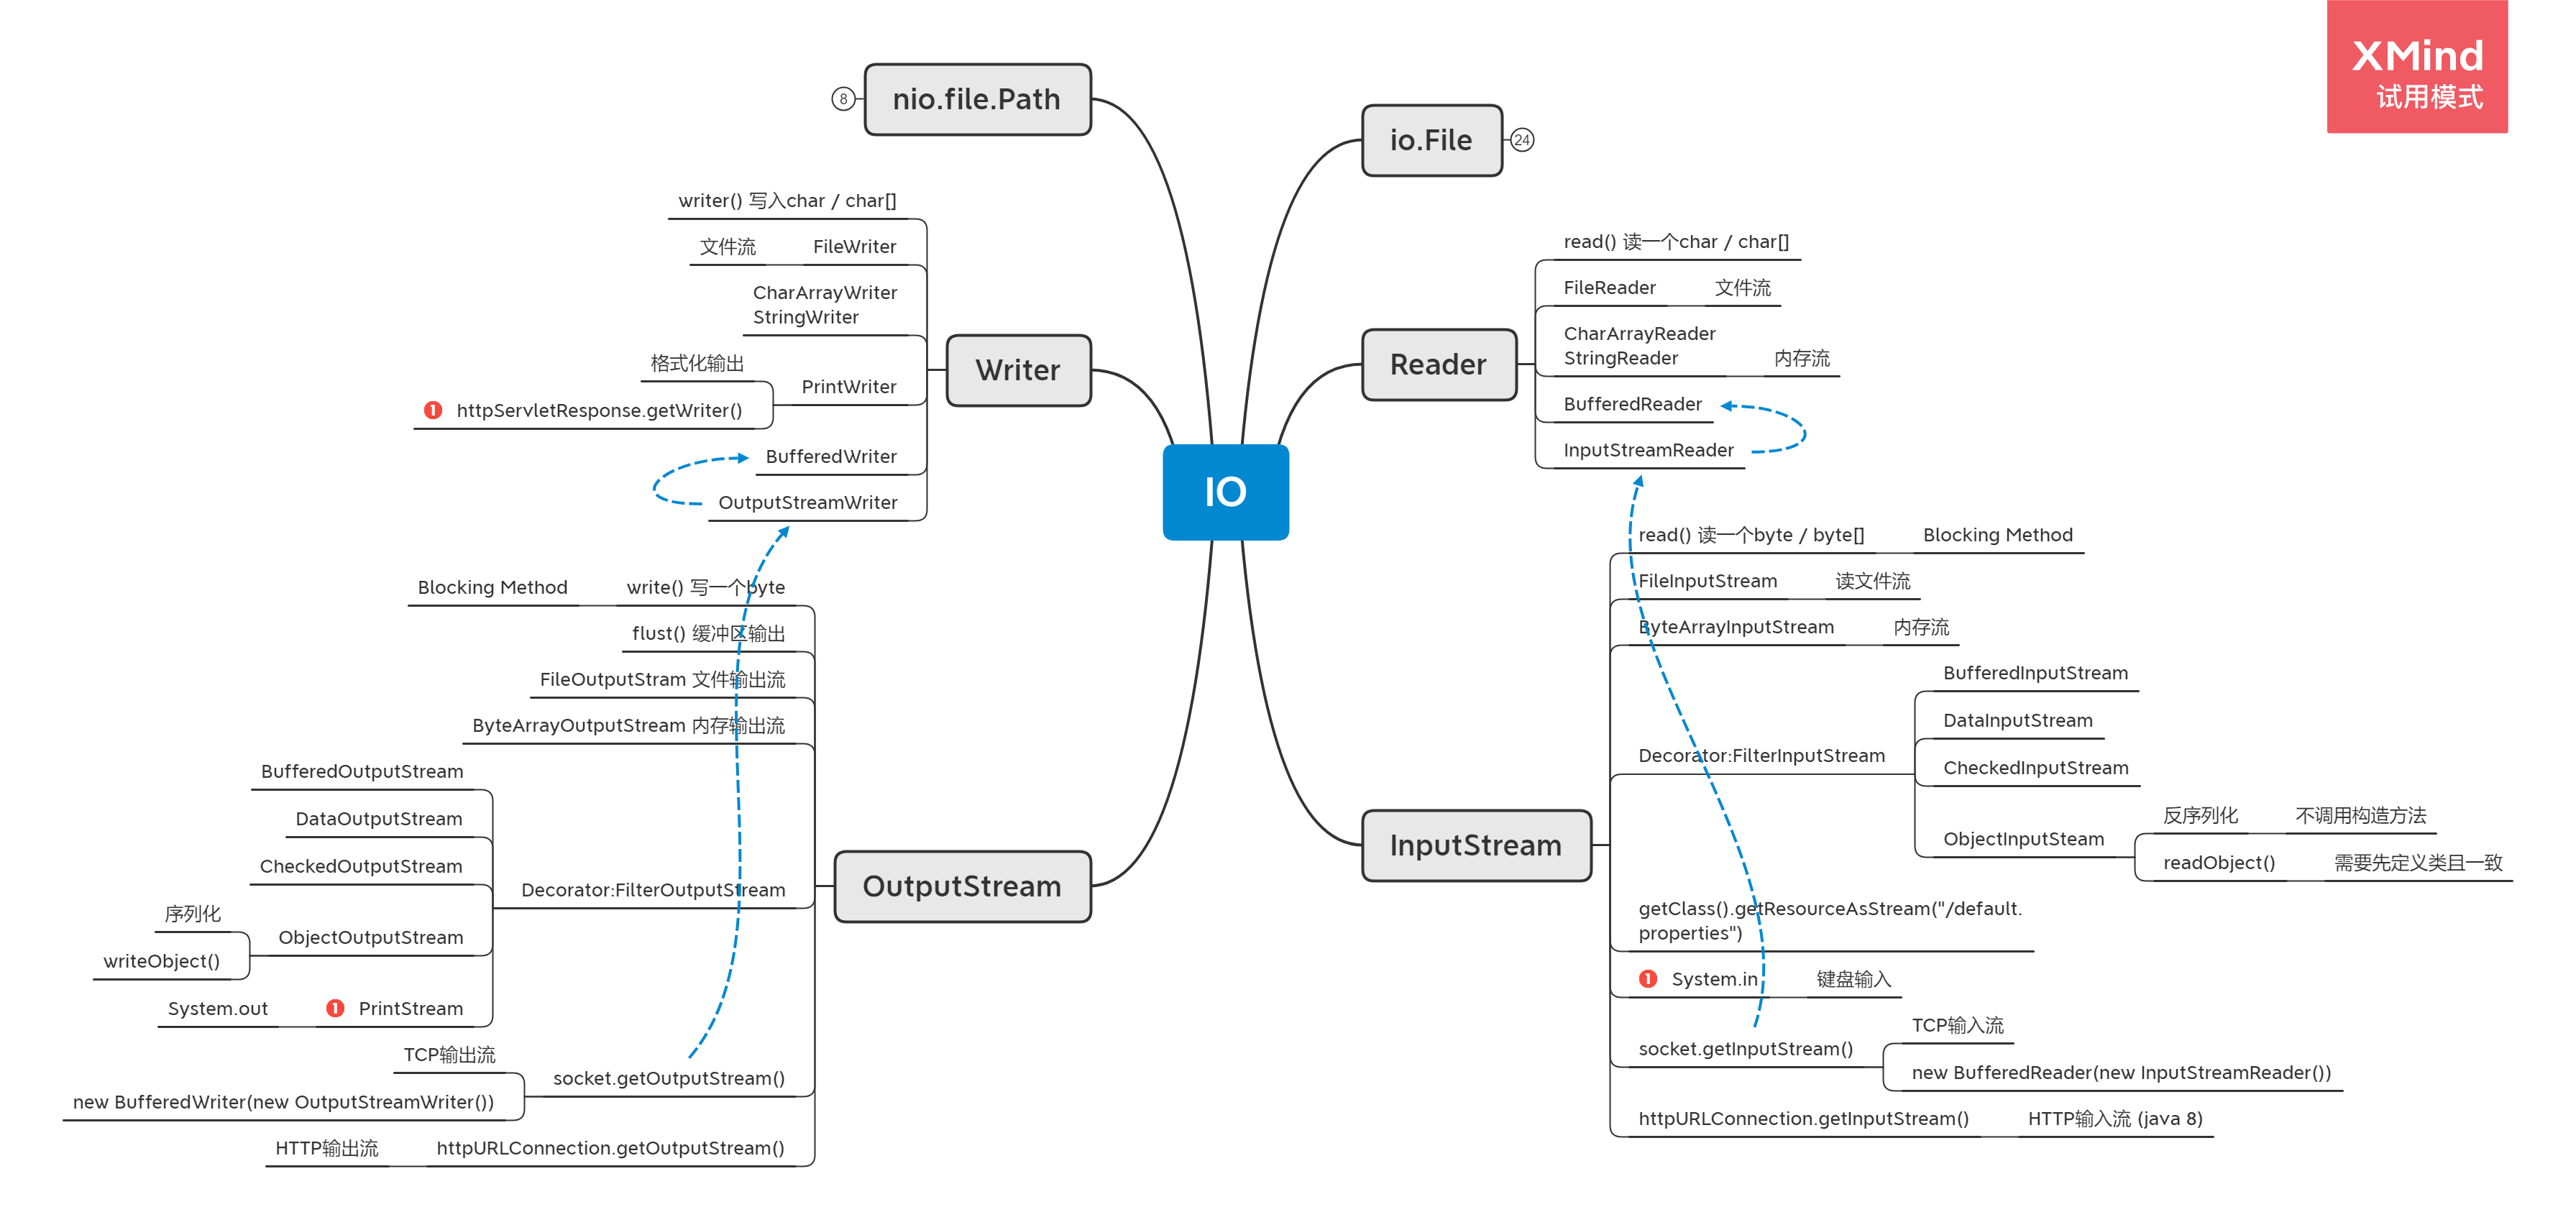 XMind
试用模式
IO
nio.file.Path
8
io.File
24
Writer
writer() 写入char / char[]
文件流
FileWriter
CharArrayWriter
StringWriter
格式化输出
PrintWriter
1 httpServletResponse.getWriter()
BufferedWriter
OutputStreamWriter
Reader
read() 读一个char / char[]
FileReader
文件流
CharArrayReader
StringReader
内存流
BufferedReader
InputStreamReader
OutputStream
Blocking Method
write() 写一个byte
flust() 缓冲区输出
FileOutputStram 文件输出流
ByteArrayOutputStream 内存输出流
BufferedOutputStream
DataOutputStream
CheckedOutputStream
Decorator:FilterOutputStream
序列化
ObjectOutputStream
writeObject()
System.out
1 PrintStream
TCP输出流
socket.getOutputStream()
new BufferedWriter(new OutputStreamWriter())
HTTP输出流
httpURLConnection.getOutputStream()
InputStream
read() 读一个byte / byte[]
Blocking Method
FileInputStream
读文件流
ByteArrayInputStream
内存流
Decorator:FilterInputStream
BufferedInputStream
DataInputStream
CheckedInputStream
ObjectInputSteam
反序列化
不调用构造方法
readObject()
需要先定义类且一致
getClass().getResourceAsStream("/default.
properties")
1 System.in
键盘输入
socket.getInputStream()
TCP输入流
new BufferedReader(new InputStreamReader())
httpURLConnection.getInputStream()
HTTP输入流 (java 8)